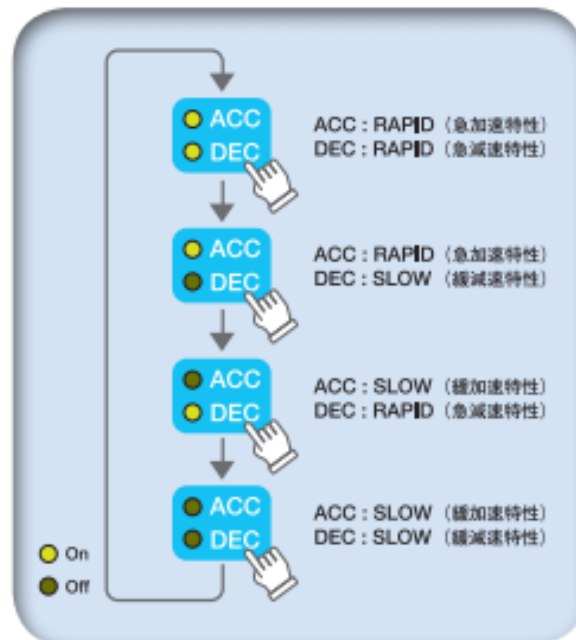 ACC
DEC
ACC : RAPID (急加速特性)
DEC : RAPID (急減速特性)
ACC
DEC
ACC : RAPID (急加速特性)
DEC : SLOW (緩減速特性)
ACC
DEC
ACC : SLOW (緩加速特性)
DEC : RAPID (急減速特性)
ACC
DEC
ACC : SLOW (緩加速特性)
DEC : SLOW (緩減速特性)
On
Off